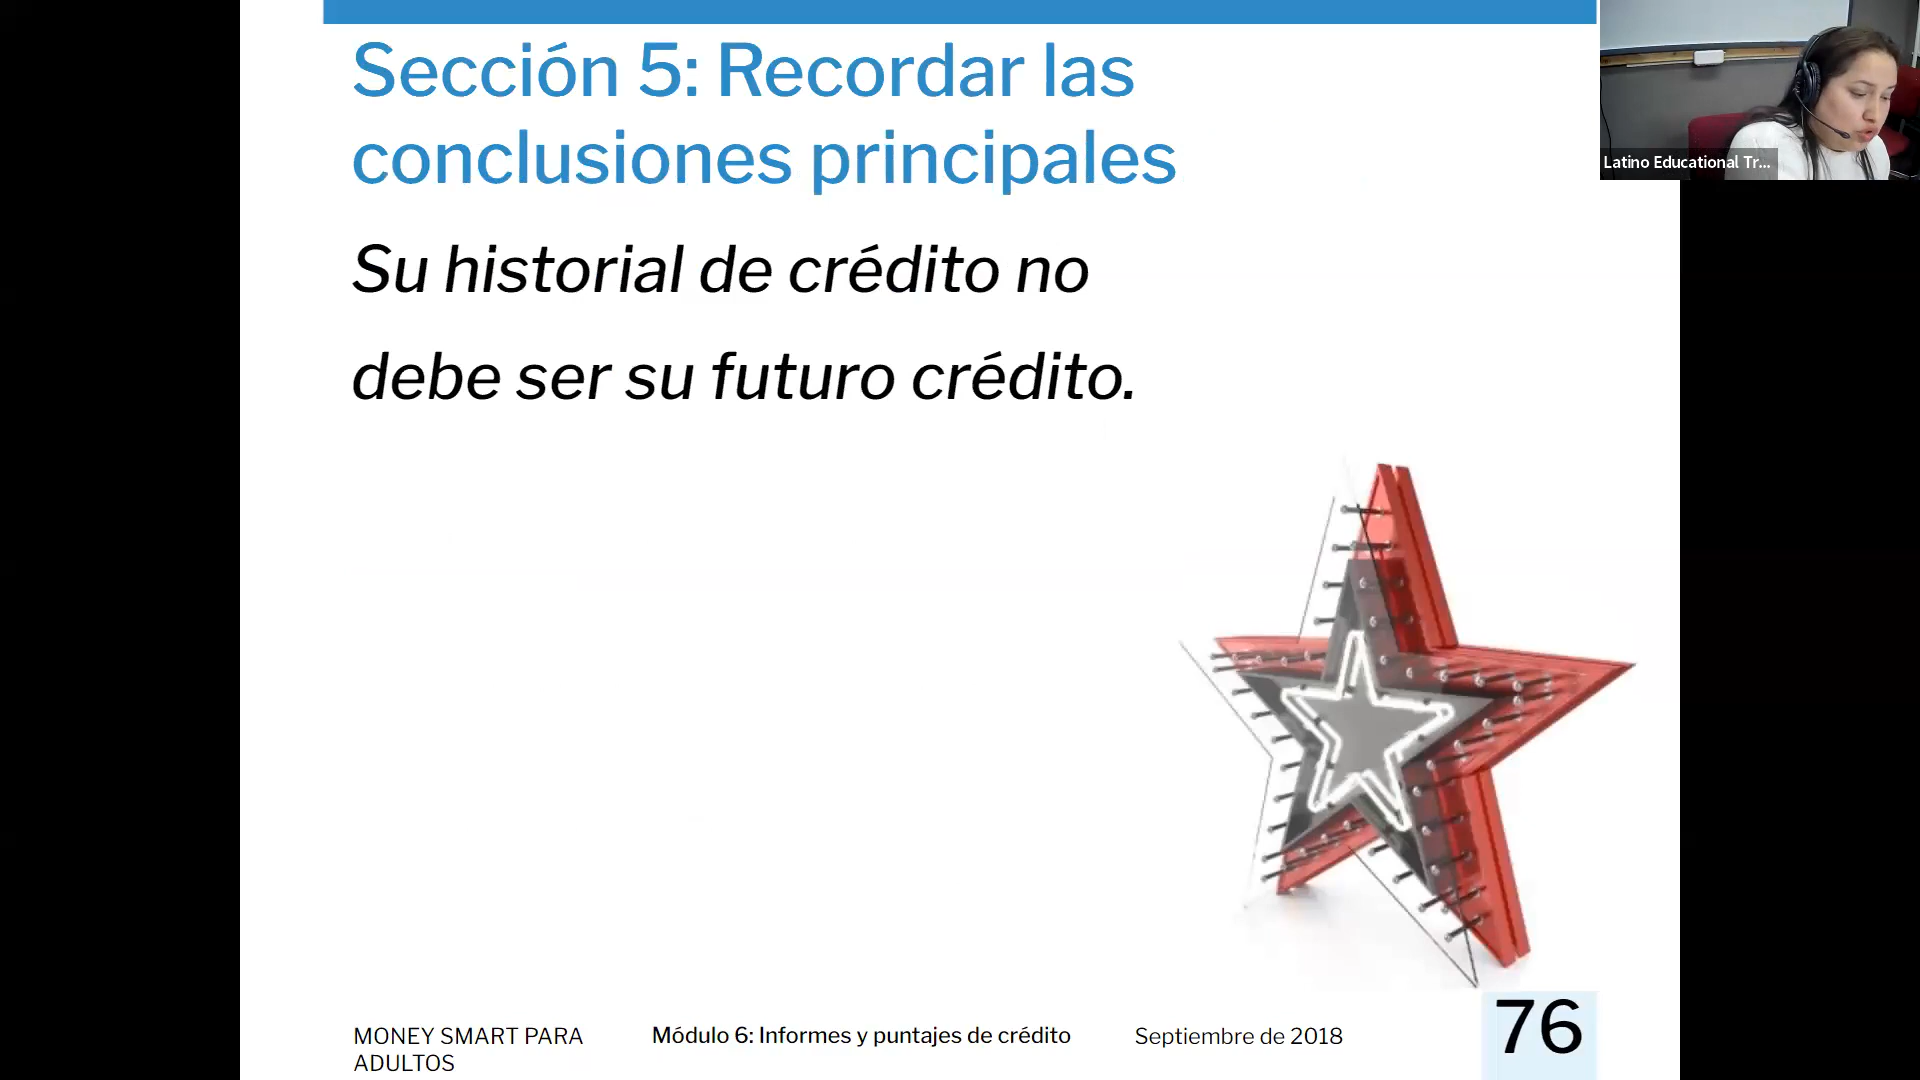 Sección 5: Recordar las
conclusiones principales
Su historial de crédito no
debe ser su futuro crédito.
Latino Educational Tr...
MONEY SMART PARA
ADULTOS
Módulo 6: Informes y puntajes de crédito
Septiembre de 2018
76